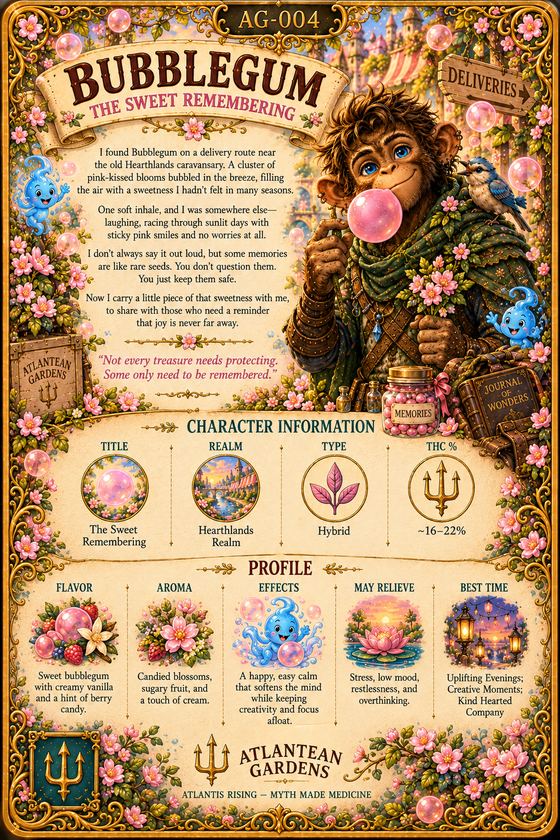 AG-004
BUBBLEGUM
THE SWEET REMEMBERING
DELIVERIES
I found Bubblegum on a delivery route near
the old Hearthlands caravansary. A cluster of
pink-kissed blooms bubbled in the breeze, filling
the air with a sweetness I hadn't felt in many seasons.
One soft inhale, and I was somewhere else—
laughing, racing through sunlit days with
sticky pink smiles and no worries at all.
I don't always say it out loud, but some memories
are like rare seeds. You don't question them.
You just keep them safe.
Now I carry a little piece of that sweetness with me,
to share with those who need a reminder
that joy is never far away.
"Not every treasure needs protecting.
Some only need to be remembered."
ATLANTEAN
GARDENS
MEMORIES
JOURNAL
OF
WONDERS
CHARACTER INFORMATION
TITLE
The Sweet
Remembering
REALM
Hearthlands
Realm
TYPE
Hybrid
THC %
~16–22%
PROFILE
FLAVOR
Sweet bubblegum
with creamy vanilla
and a hint of berry
candy.
AROMA
Candied blossoms,
sugary fruit, and
a touch of cream.
EFFECTS
A happy, easy calm
that softens the mind
while keeping
creativity and focus
afloat.
MAY RELIEVE
Stress, low mood,
restlessness, and
overthinking.
BEST TIME
Uplifting Evenings;
Creative Moments;
Kind Hearted
Company
ATLANTEAN
GARDENS
ATLANTIS RISING – MYTH MADE MEDICINE